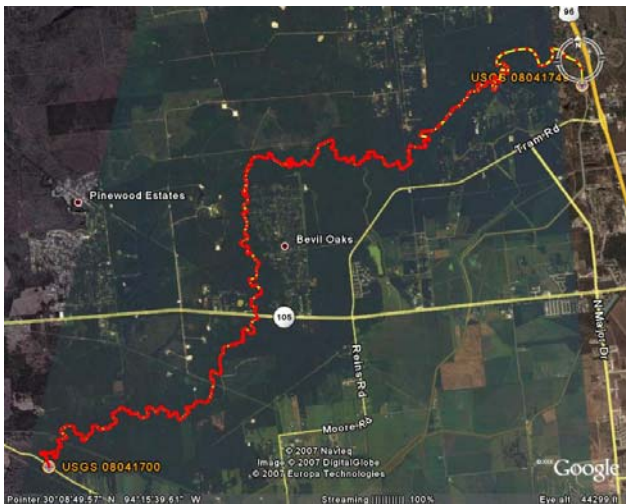 96
N
USGS 0804174
Tram Rd
Pinewood Estates
Bevil Oaks
N Major Dr
105
Reins Rd
Moore Rd
USGS 08041700
© 2007 Navteq
Image © 2007 DigitalGlobe
© 2007 Europa Technologies
Google
Pointer 30°08'49.57" N 94°15'39.61" W
Streaming |||||||||| 100%
Eye alt 44299 ft